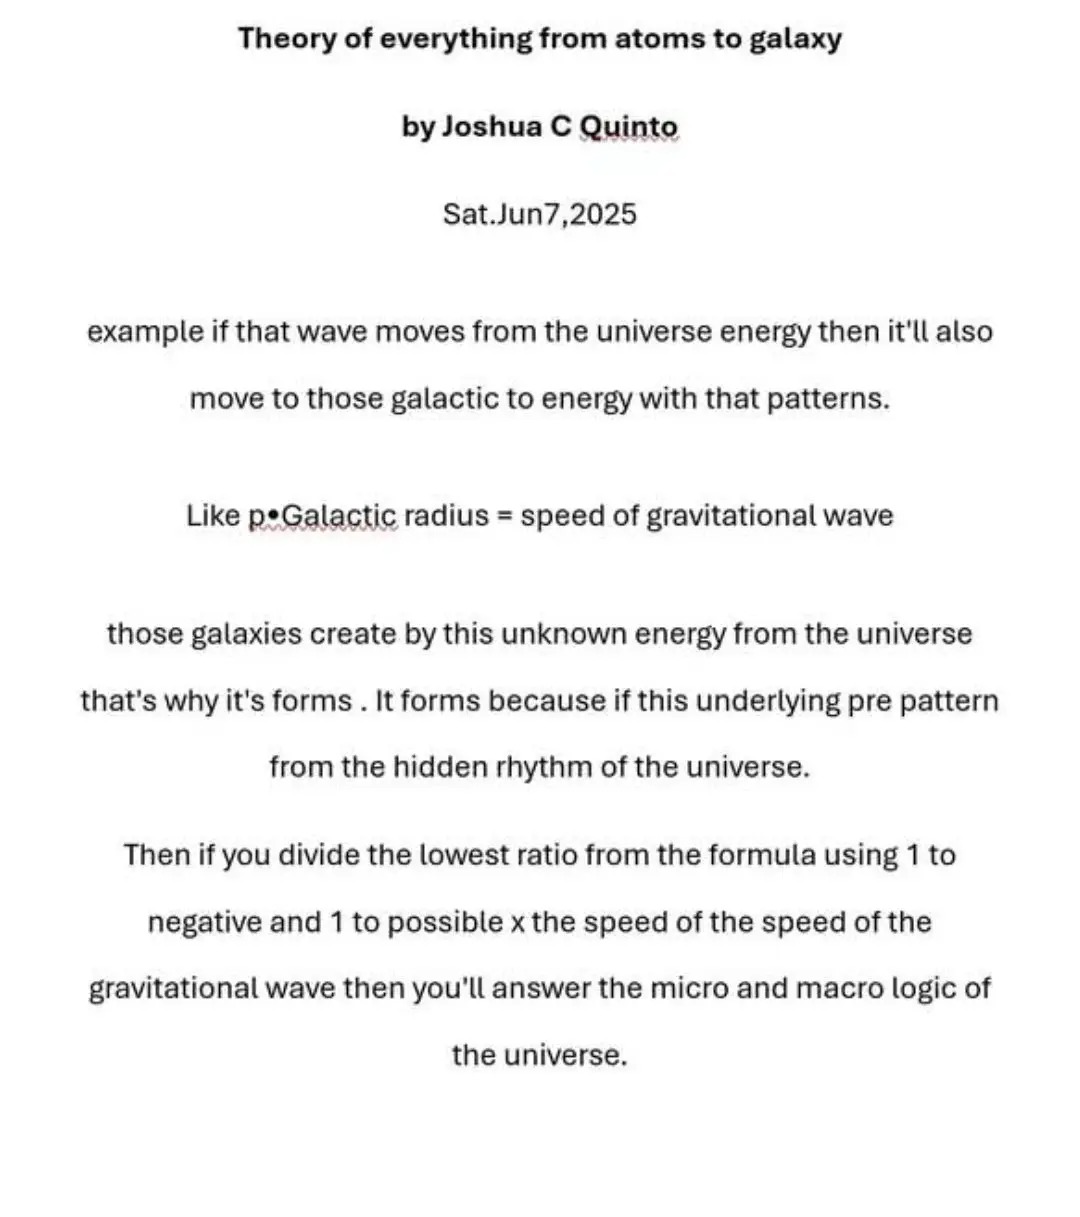 Theory of everything from atoms to galaxy
by Joshua C Quinto
Sat.Jun7,2025
example if that wave moves from the universe energy then it'll also
move to those galactic to energy with that patterns.
Like p•Galactic radius = speed of gravitational wave
those galaxies create by this unknown energy from the universe
that's why it's forms . It forms because if this underlying pre pattern
from the hidden rhythm of the universe.
Then if you divide the lowest ratio from the formula using 1 to
negative and 1 to possible x the speed of the speed of the
gravitational wave then you'll answer the micro and macro logic of
the universe.